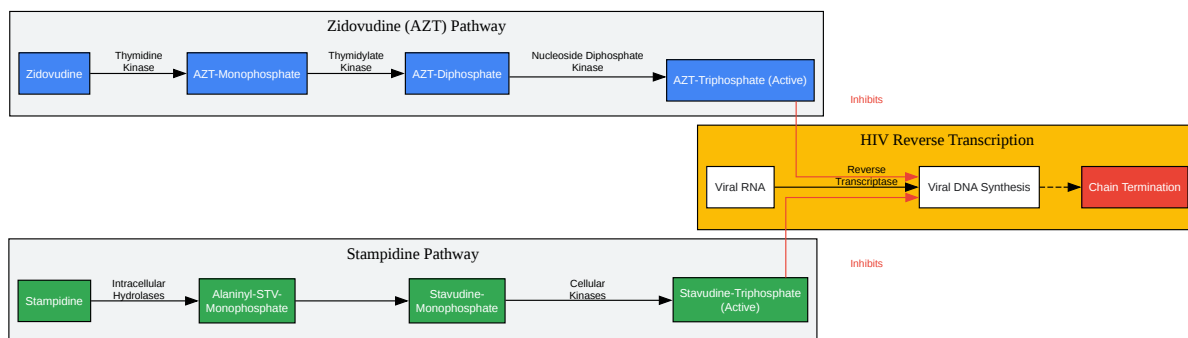 Zidovudine (AZT) Pathway
Zidovudine
Thymidine
Kinase
AZT-Monophosphate
Thymidylate
Kinase
AZT-Diphosphate
Nucleoside Diphosphate
Kinase
AZT-Triphosphate (Active)
Inhibits
HIV Reverse Transcription
Viral RNA
Reverse
Transcriptase
Viral DNA Synthesis
Chain Termination
Stampidine Pathway
Inhibits
Stampidine
Intracellular
Hydrolases
Alaninyl-STV-
Monophosphate
Stavudine-
Monophosphate
Cellular
Kinases
Stavudine-Triphosphate
(Active)